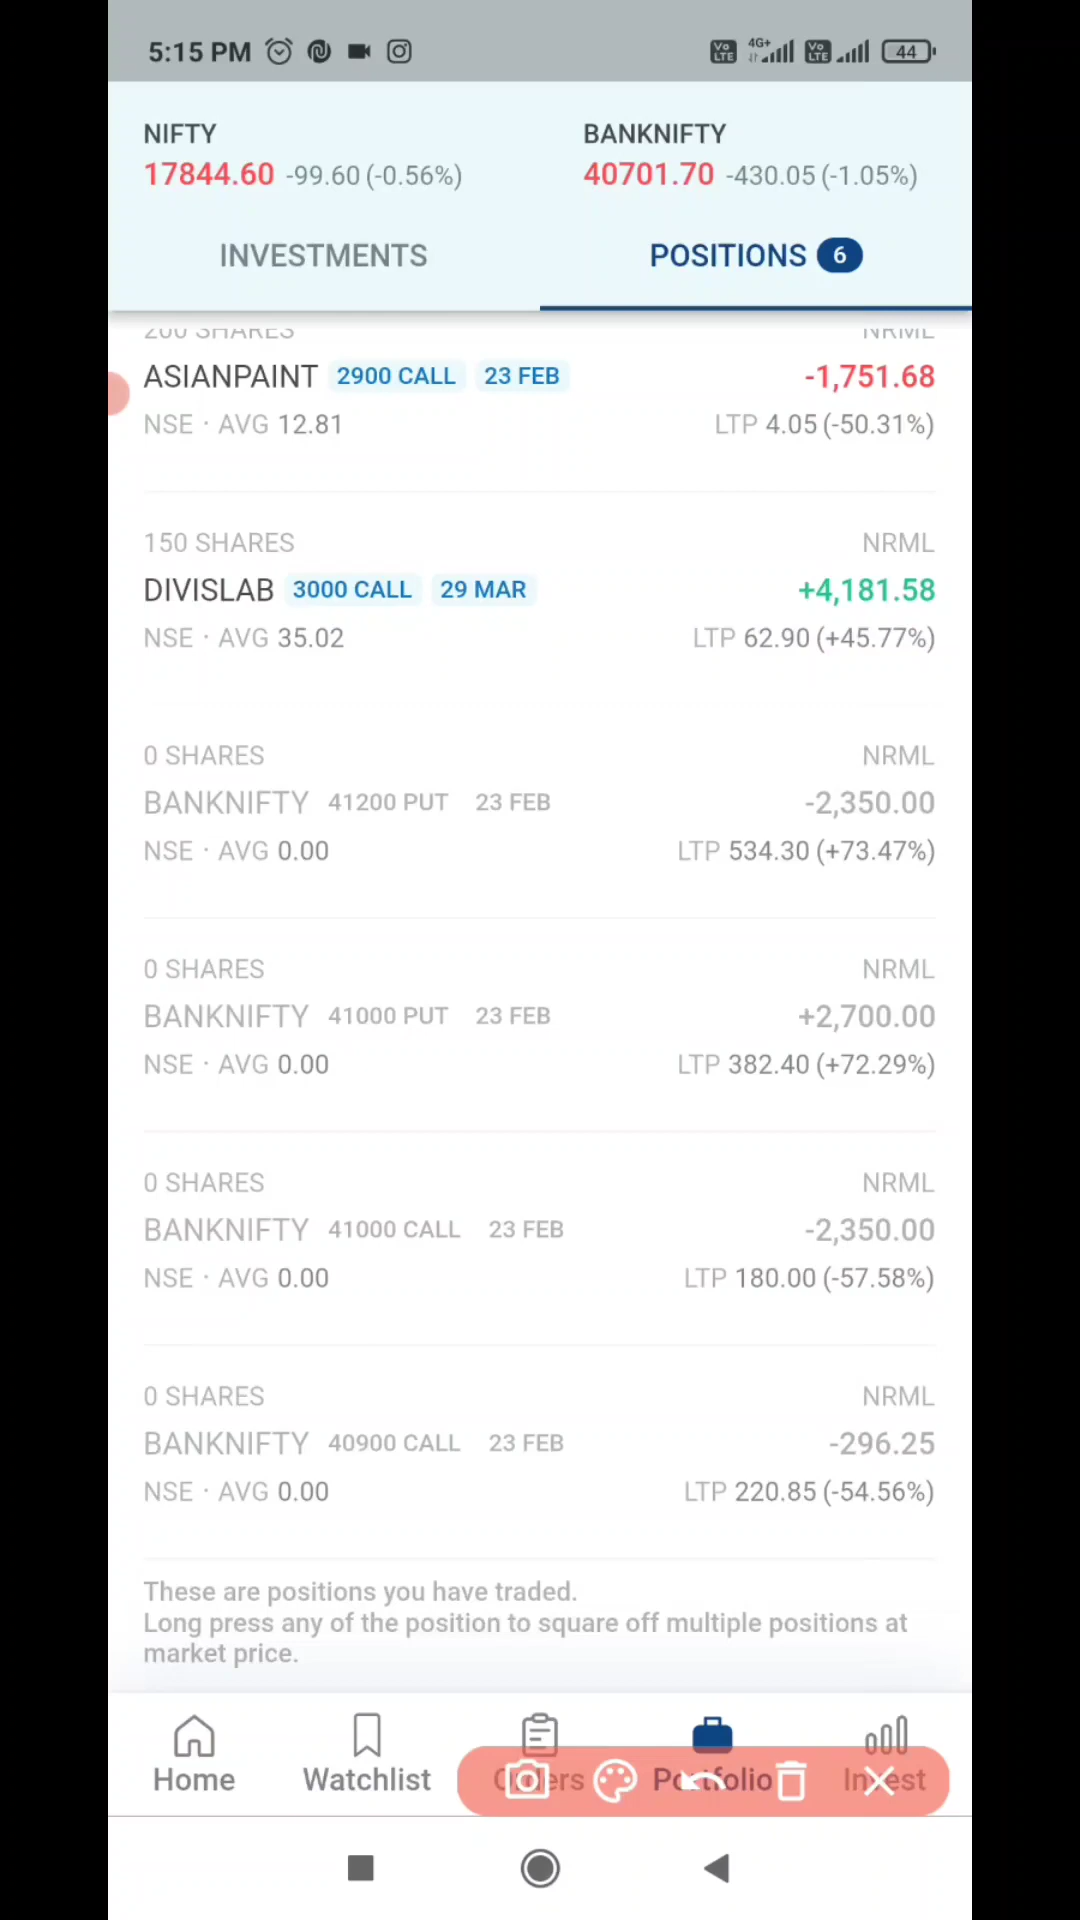 5:15 PM 4G+ 44
NIFTY BANKNIFTY
17844.60 -99.60 (-0.56%) 40701.70 -430.05 (-1.05%)
INVESTMENTS POSITIONS 6
200 SHARES NRML
ASIANPAINT 2900 CALL 23 FEB -1,751.68
NSE · AVG 12.81 LTP 4.05 (-50.31%)
150 SHARES NRML
DIVISLAB 3000 CALL 29 MAR +4,181.58
NSE · AVG 35.02 LTP 62.90 (+45.77%)
0 SHARES NRML
BANKNIFTY 41200 PUT 23 FEB -2,350.00
NSE · AVG 0.00 LTP 534.30 (+73.47%)
0 SHARES NRML
BANKNIFTY 41000 PUT 23 FEB +2,700.00
NSE · AVG 0.00 LTP 382.40 (+72.29%)
0 SHARES NRML
BANKNIFTY 41000 CALL 23 FEB -2,350.00
NSE · AVG 0.00 LTP 180.00 (-57.58%)
0 SHARES NRML
BANKNIFTY 40900 CALL 23 FEB -296.25
NSE · AVG 0.00 LTP 220.85 (-54.56%)
These are positions you have traded.
Long press any of the position to square off multiple positions at
market price.
Home Watchlist Orders Portfolio Invest